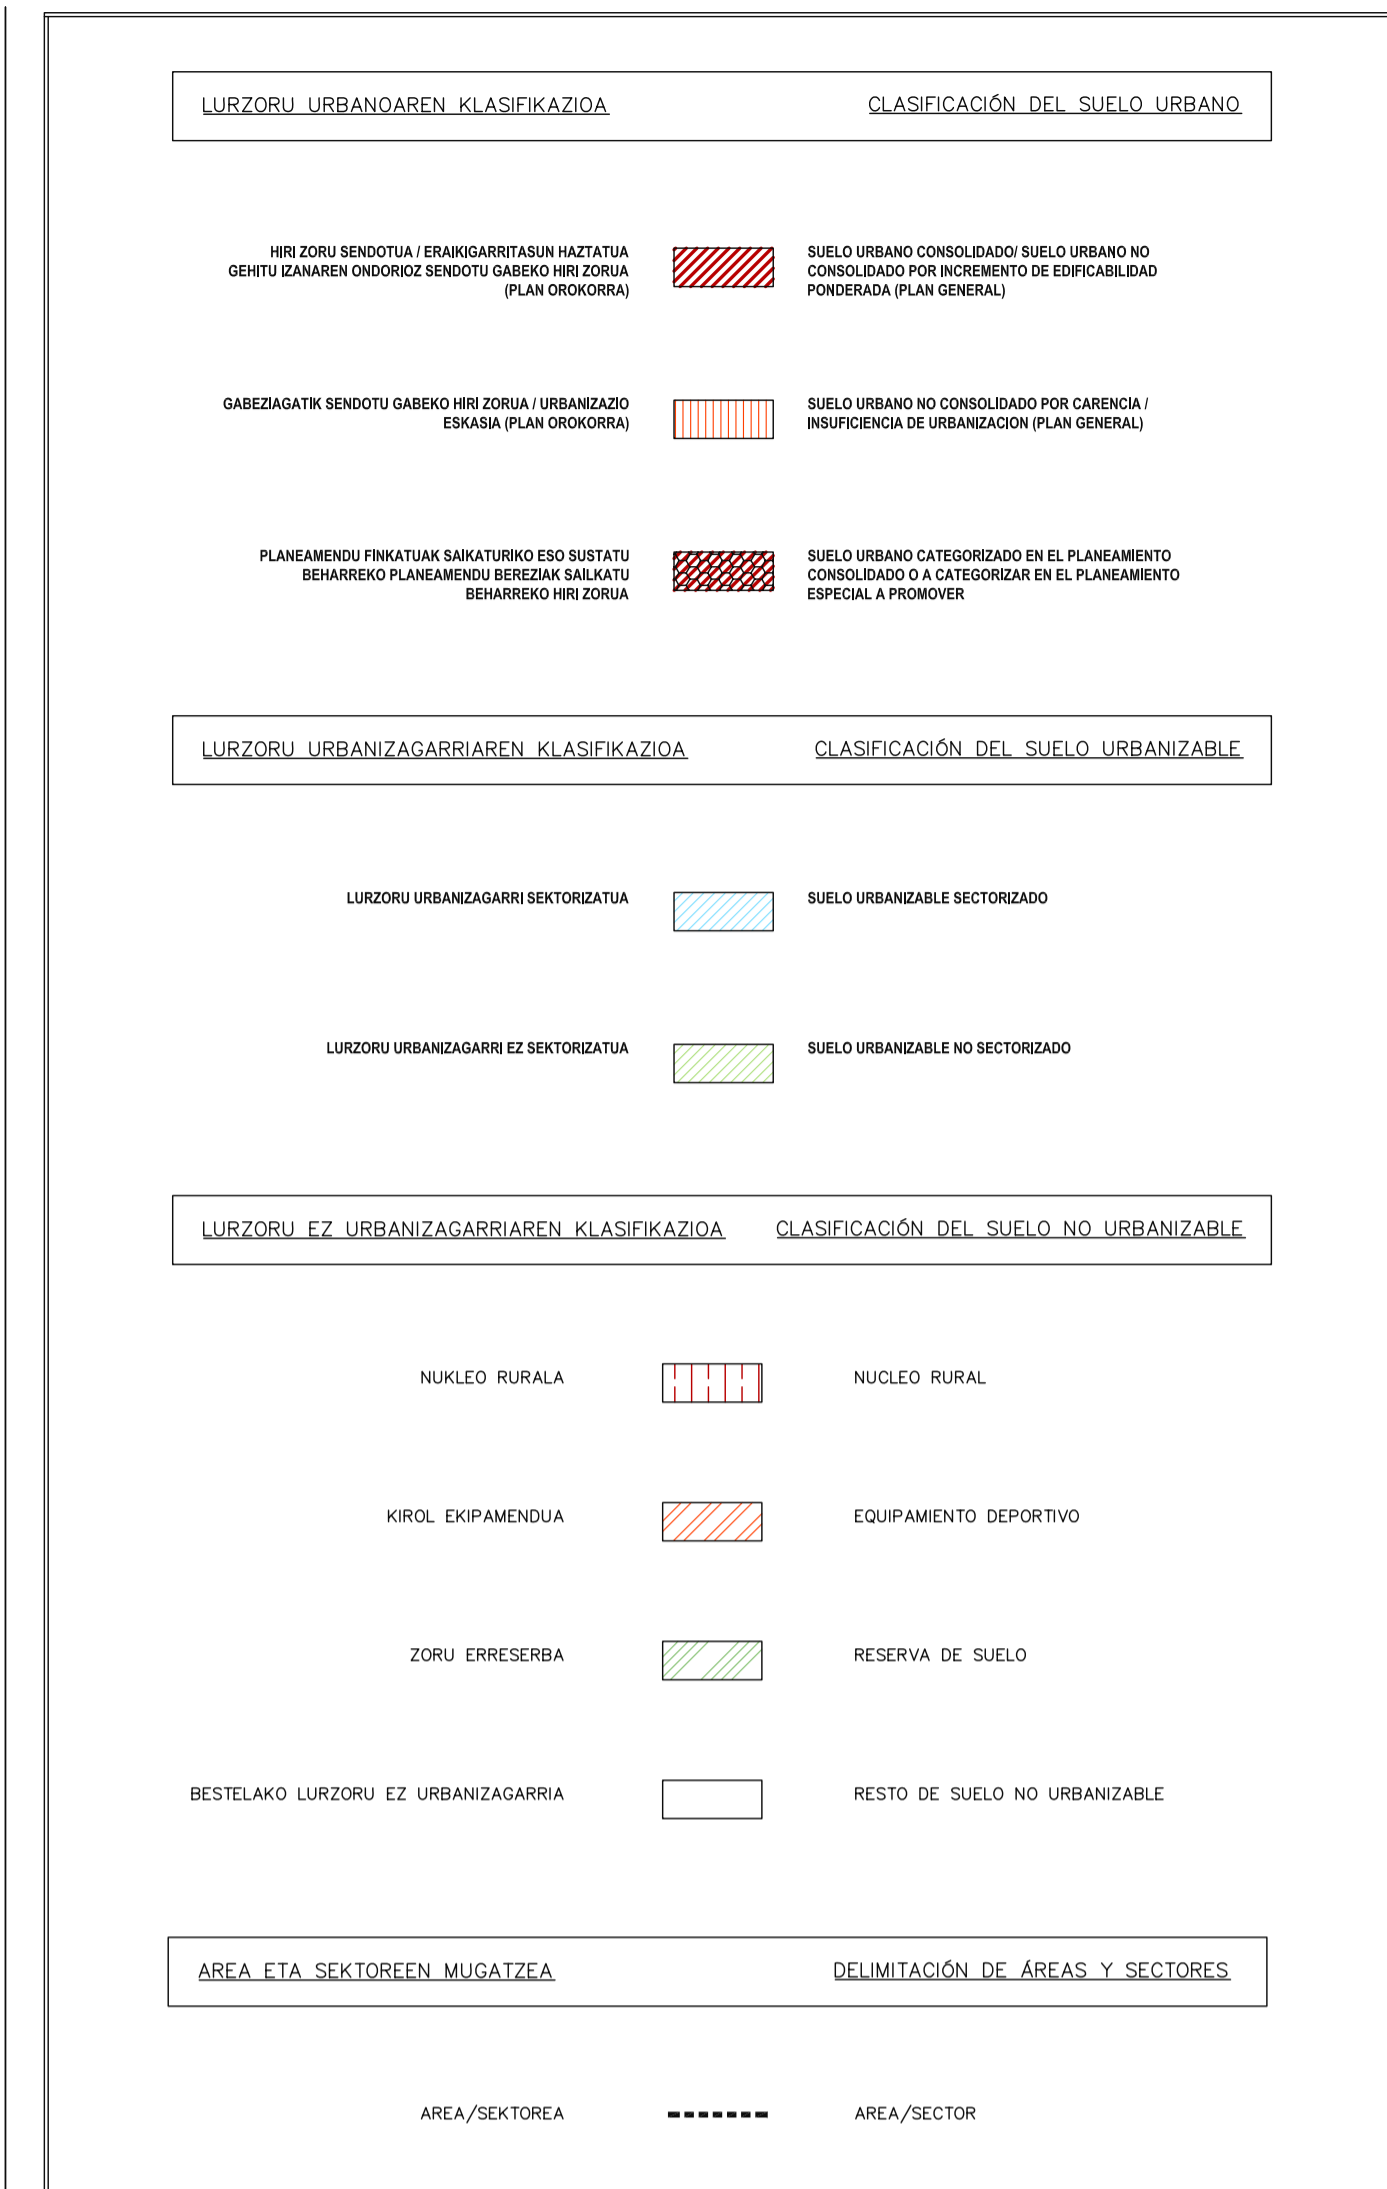 LURZORU URBANOAREN KLASIFIKAZIOA
CLASIFICACIÓN DEL SUELO URBANO
HIRI ZORU SENDOTUA / ERAIKIGARRITASUN HAZTATUA
GEHITU IZANAREN ONDORIOZ SENDOTU GABEKO HIRI ZORUA
(PLAN OROKORRA)
SUELO URBANO CONSOLIDADO/ SUELO URBANO NO
CONSOLIDADO POR INCREMENTO DE EDIFICABILIDAD
PONDERADA (PLAN GENERAL)
GABEZIAGATIK SENDOTU GABEKO HIRI ZORUA / URBANIZAZIO
ESKASIA (PLAN OROKORRA)
SUELO URBANO NO CONSOLIDADO POR CARENCIA /
INSUFICIENCIA DE URBANIZACION (PLAN GENERAL)
PLANEAMENDU FINKATUAK SAIKATURIKO ESO SUSTATU
BEHARREKO PLANEAMENDU BEREZIAK SAILKATU
BEHARREKO HIRI ZORUA
SUELO URBANO CATEGORIZADO EN EL PLANEAMIENTO
CONSOLIDADO O A CATEGORIZAR EN EL PLANEAMIENTO
ESPECIAL A PROMOVER
LURZORU URBANIZAGARRIAREN KLASIFIKAZIOA
CLASIFICACIÓN DEL SUELO URBANIZABLE
LURZORU URBANIZAGARRI SEKTORIZATUA
SUELO URBANIZABLE SECTORIZADO
LURZORU URBANIZAGARRI EZ SEKTORIZATUA
SUELO URBANIZABLE NO SECTORIZADO
LURZORU EZ URBANIZAGARRIAREN KLASIFIKAZIOA
CLASIFICACIÓN DEL SUELO NO URBANIZABLE
NUKLEO RURALA
NUCLEO RURAL
KIROL EKIPAMENDUA
EQUIPAMIENTO DEPORTIVO
ZORU ERRESERBA
RESERVA DE SUELO
BESTELAKO LURZORU EZ URBANIZAGARRIA
RESTO DE SUELO NO URBANIZABLE
AREA ETA SEKTOREEN MUGATZEA
DELIMITACIÓN DE ÁREAS Y SECTORES
AREA/SEKTOREA
AREA/SECTOR